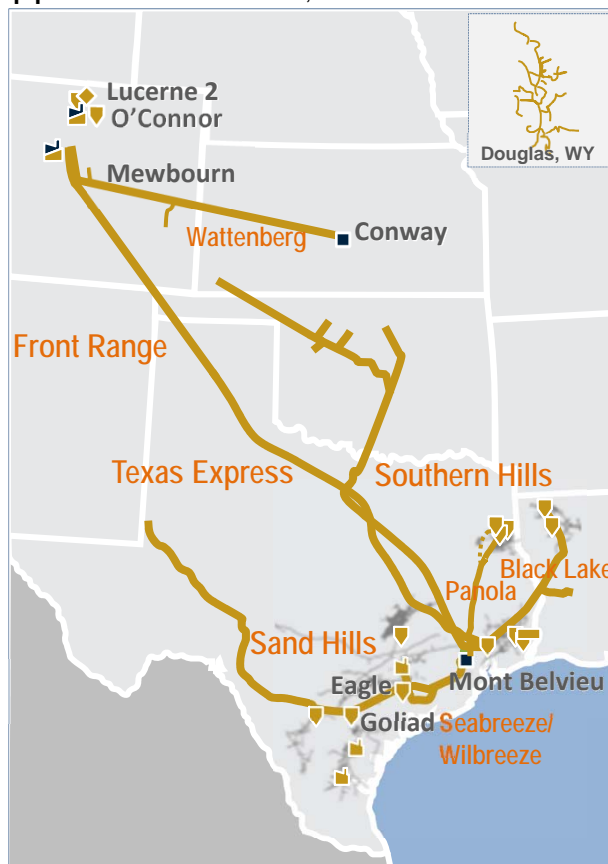 Lucerne 2
O'Connor
Douglas, WY
Mewbourn
Wattenberg
Conway
Front Range
Texas Express
Southern Hills
Black Lake
Panola
Sand Hills
Eagle
Mont Belvieu
Goliad
Seabreeze/
Wilbreeze